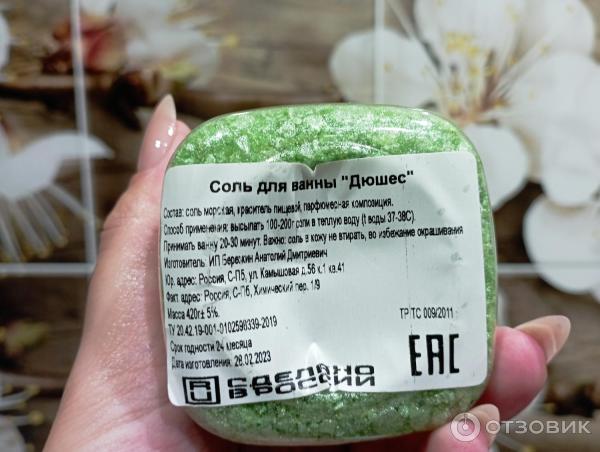 Соль для ванны "Дюшес"
Состав: соль морская, краситель пищевой, парфюмерная композиция.
Способ применения: высыпать 100-200гр соли в теплую воду (t воды 37-38С).
Принимать ванну 20-30 минут. Важно: соль в кожу не втирать, во избежание окрашивания
Изготовитель: ИП Берескин Анатолий Дмитриевич
Юр. адрес: Россия, С-Пб, ул. Камышовая д.56 к.1 кв.41
Факт. адрес: Россия, С-Пб, Химический пер. 1/9
Масса 420г± 5%.
ТУ 20.42.19-001-0102598339-2019
ТР ТС 009/2011
Срок годности 24 месяца
Дата изготовления: 28.02.2023
EAC
СДЕЛАНО
В РОССИИ
ОТЗОВИК